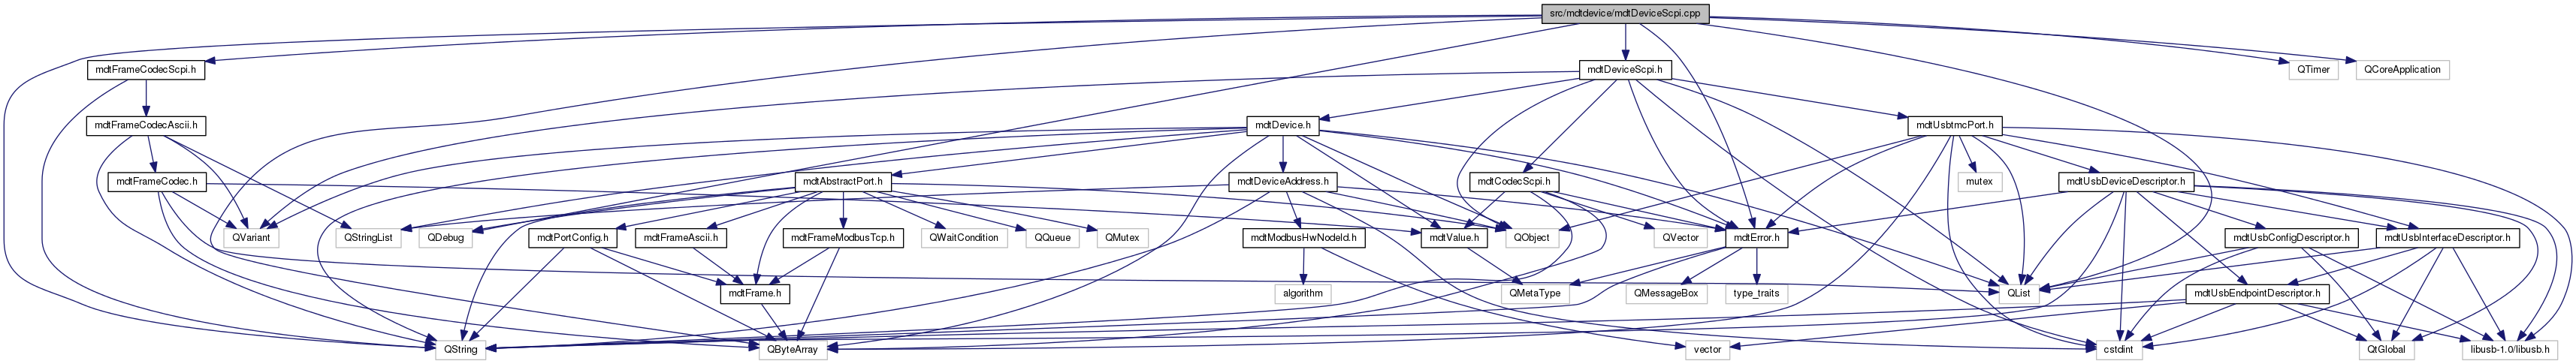 src/mdtdevice/mdtDeviceScpi.cpp
mdtFrameCodecScpi.h
mdtDeviceScpi.h
QTimer
QCoreApplication
mdtFrameCodecAscii.h
mdtDevice.h
mdtUsbtmcPort.h
mdtFrameCodec.h
mdtAbstractPort.h
mdtDeviceAddress.h
mdtCodecScpi.h
mutex
mdtUsbDeviceDescriptor.h
QVariant
QStringList
QDebug
mdtPortConfig.h
mdtFrameAscii.h
mdtFrameModbusTcp.h
QWaitCondition
QQueue
QMutex
mdtModbusHwNodeId.h
mdtValue.h
QObject
QVector
mdtError.h
mdtUsbConfigDescriptor.h
mdtUsbInterfaceDescriptor.h
mdtFrame.h
algorithm
QMetaType
QMessageBox
type_traits
QList
mdtUsbEndpointDescriptor.h
QString
QByteArray
vector
cstdint
QtGlobal
libusb-1.0/libusb.h